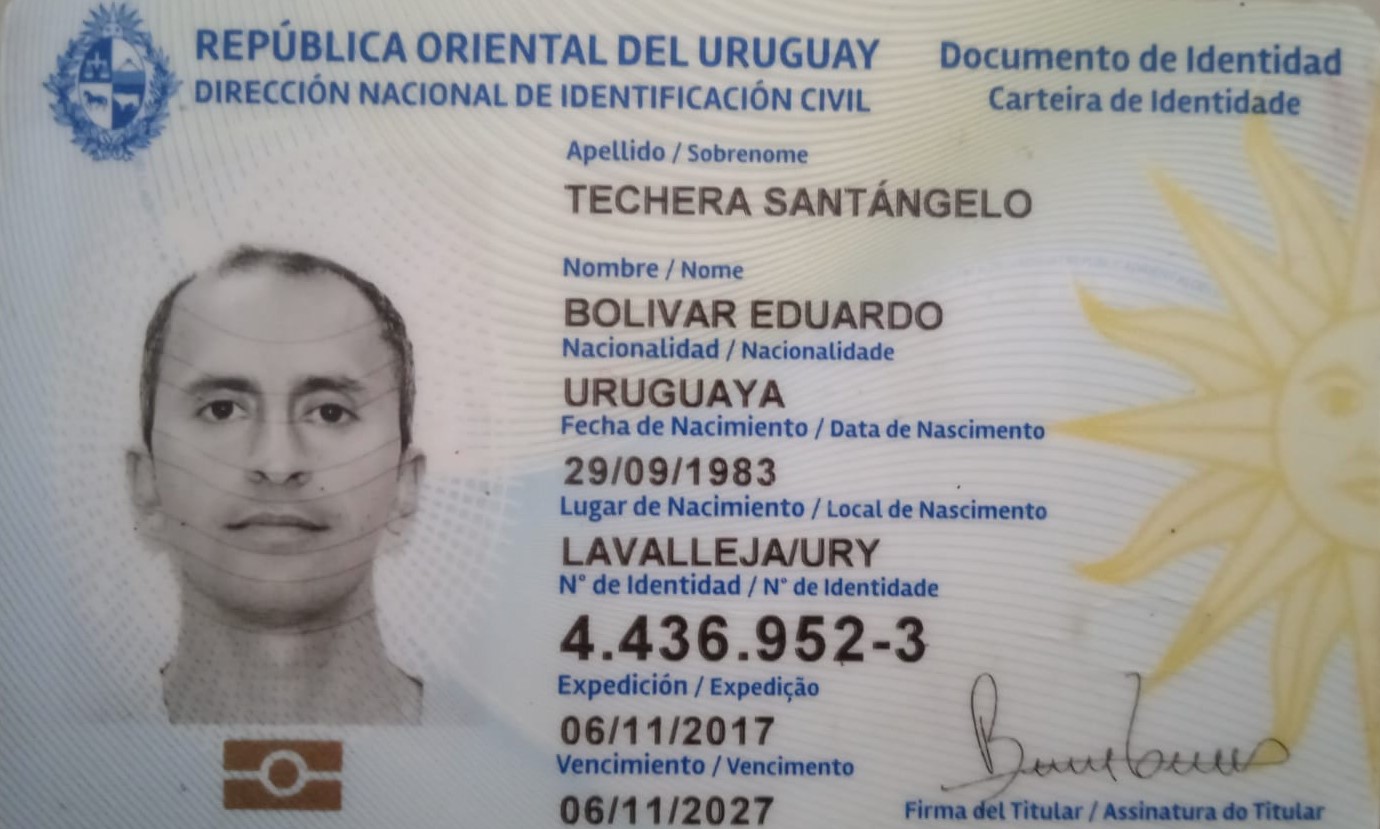 REPÚBLICA ORIENTAL DEL URUGUAY
DIRECCIÓN NACIONAL DE IDENTIFICACIÓN CIVIL
Documento de Identidad
Carteira de Identidade
Apellido / Sobrenome
TECHERA SANTÁNGELO
Nombre / Nome
BOLIVAR EDUARDO
Nacionalidad / Nacionalidade
URUGUAYA
Fecha de Nacimiento / Data de Nascimento
29/09/1983
Lugar de Nacimiento / Local de Nascimento
LAVALLEJA/URY
N° de Identidad / N° de Identidade
4.436.952-3
Expedición / Expedição
06/11/2017
Vencimiento / Vencimento
06/11/2027
Firma del Titular / Assinatura do Titular